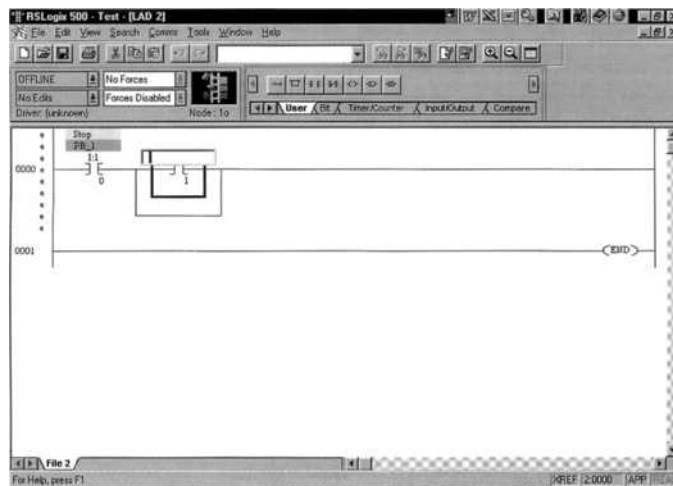 RSLogix 500 - Test - [LAD 2]
File Edit View Search Comms Tools Window Help
OFFLINE
No Forces
No Edits
Forces Disabled
Driver: (unknown)
Node: 1o
User
Bit
Timer/Counter
Input/Output
Compare
Stop
PB_1
I:1
0000
0
1
0001
END
File 2
For Help, press F1
XREF
2:0000
APP
READ